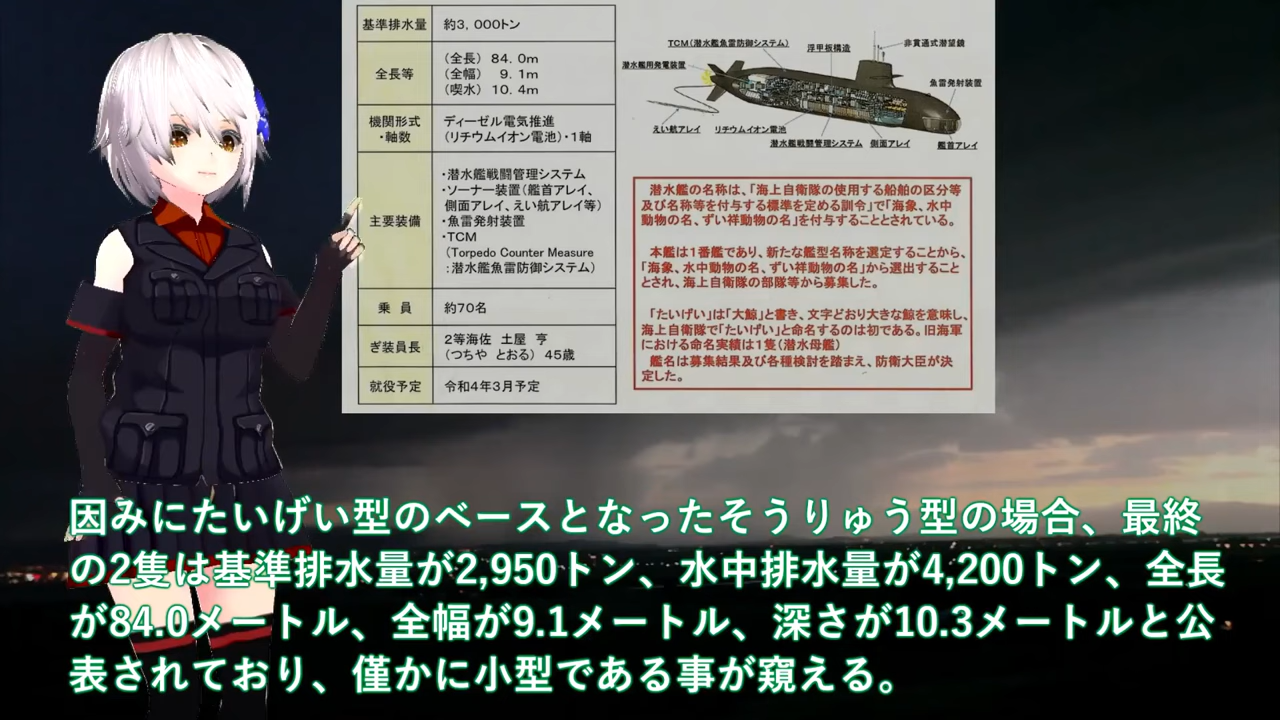 基準排水量 約3,000トン
全長等
(全長) 84.0m
(全幅) 9.1m
(喫水) 10.4m
機関形式
・軸数
ディーゼル電気推進
(リチウムイオン電池)・1軸
主要装備
・潜水艦戦闘管理システム
・ソーナー装置(艦首アレイ、
側面アレイ、えい航アレイ等)
・魚雷発射装置
・TCM
(Torpedo Counter Measure
:潜水艦魚雷防御システム)
乗 員 約70名
ぎ装員長
2等海佐 土屋 亨
(つちや とおる) 45歳
就役予定 令和4年3月予定
TCM(潜水艦魚雷防御システム)
浮甲板構造
非貫通式潜望鏡
潜水艦用発電装置
魚雷発射装置
えい航アレイ
リチウムイオン電池
潜水艦戦闘管理システム
側面アレイ
艦首アレイ
潜水艦の名称は、「海上自衛隊の使用する船舶の区分等
及び名称等を付与する標準を定める訓令」で「海象、水中
動物の名、ずい祥動物の名」を付与することとされている。
本艦は1番艦であり、新たな艦型名称を選定することから、
「海象、水中動物の名、ずい祥動物の名」から選出すること
とされ、海上自衛隊の部隊等から募集した。
「たいげい」は「大鯨」と書き、文字どおり大きな鯨を意味し、
海上自衛隊で「たいげい」と命名するのは初である。旧海軍
における命名実績は1隻(潜水母艦)
艦名は募集結果及び各種検討を踏まえ、防衛大臣が決
定した。
因みにたいげい型のベースとなったそうりゅう型の場合、最終
の2隻は基準排水量が2,950トン、水中排水量が4,200トン、全長
が84.0メートル、全幅が9.1メートル、深さが10.3メートルと公
表されており、僅かに小型である事が窺える。